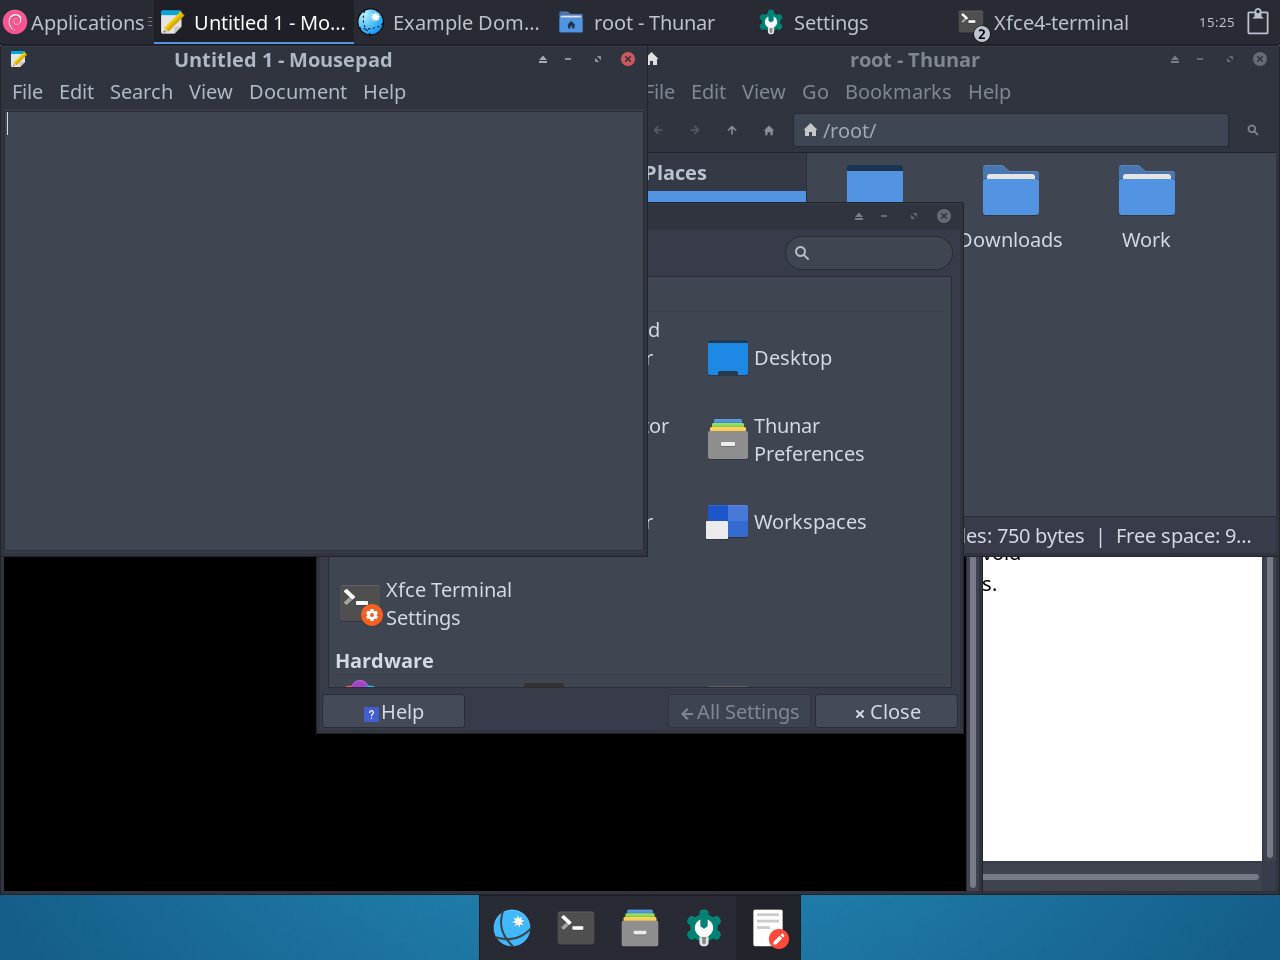 Applications
Untitled 1 - Mo...
Example Dom...
root - Thunar
Settings
Xfce4-terminal
2
15:25
Untitled 1 - Mousepad
File Edit Search View Document Help
root - Thunar
File Edit View Go Bookmarks Help
/root/
Places
Downloads
Work
d
r
Desktop
tor
Thunar
Preferences
r
Workspaces
les: 750 bytes | Free space: 9...
s.
Xfce Terminal
Settings
Hardware
Help
All Settings
Close